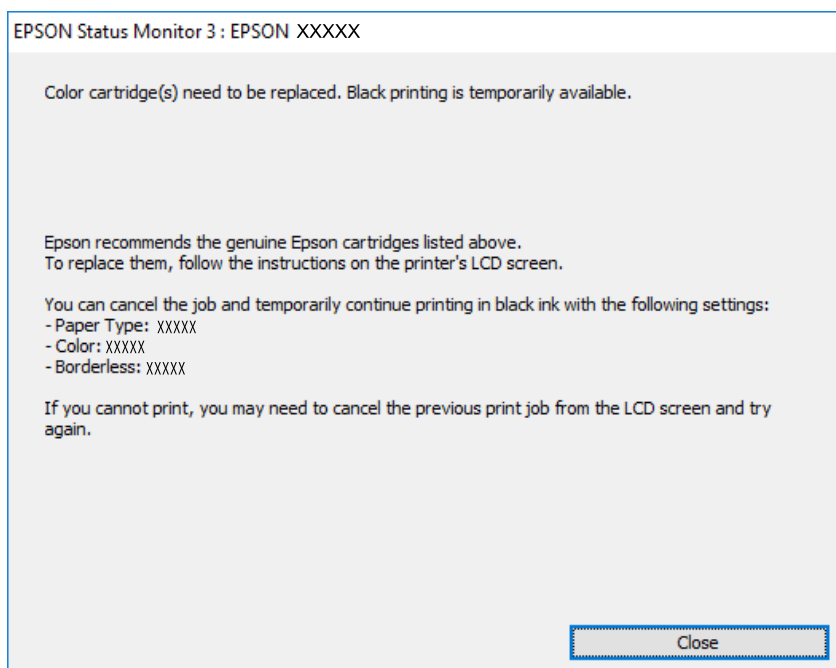 EPSON Status Monitor 3 : EPSON XXXXX
Color cartridge(s) need to be replaced. Black printing is temporarily available.
Epson recommends the genuine Epson cartridges listed above.
To replace them, follow the instructions on the printer's LCD screen.
You can cancel the job and temporarily continue printing in black ink with the following settings:
- Paper Type: XXXXX
- Color: XXXXX
- Borderless: XXXXX
If you cannot print, you may need to cancel the previous print job from the LCD screen and try
again.
Close